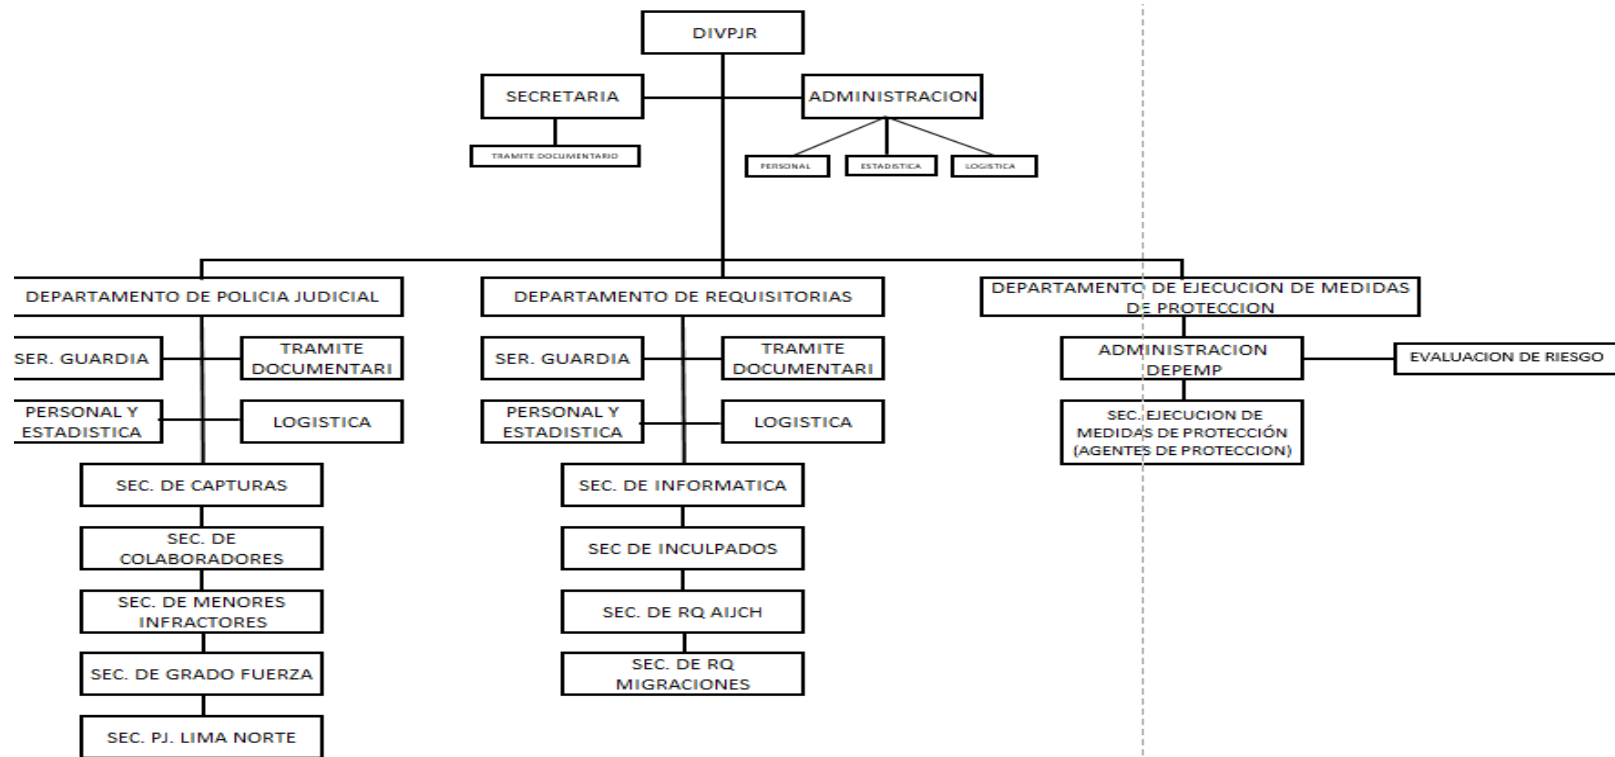 DIVPJR
SECRETARIA
ADMINISTRACION
TRAMITE DOCUMENTARIO
PERSONAL
ESTADISTICA
LOGISTICA
DEPARTAMENTO DE POLICIA JUDICIAL
SER. GUARDIA
TRAMITE
DOCUMENTARI
PERSONAL Y
ESTADISTICA
LOGISTICA
SEC. DE CAPTURAS
SEC. DE
COLABORADORES
SEC. DE MENORES
INFRACTORES
SEC. DE GRADO FUERZA
SEC. PJ. LIMA NORTE
DEPARTAMENTO DE REQUISITORIAS
SER. GUARDIA
TRAMITE
DOCUMENTARI
PERSONAL Y
ESTADISTICA
LOGISTICA
SEC. DE INFORMATICA
SEC DE INCULPADOS
SEC. DE RQ AIJCH
SEC. DE RQ
MIGRACIONES
DEPARTAMENTO DE EJECUCION DE MEDIDAS
DE PROTECCION
ADMINISTRACION
DEPEMP
EVALUACION DE RIESGO
SEC. EJECUCION DE
MEDIDAS DE PROTECCIÓN
(AGENTES DE PROTECCION)